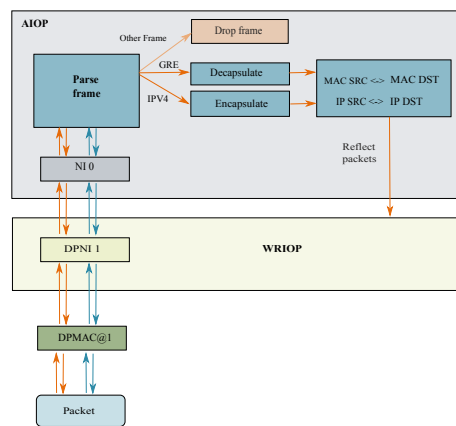 AIOP
Other Frame
Drop frame
Parse
frame
GRE
Decapsulate
IPV4
Encapsulate
MAC SRC <-> MAC DST
IP SRC <-> IP DST
NI 0
Reflect
packets
DPNI 1
WRIOP
DPMAC@1
Packet